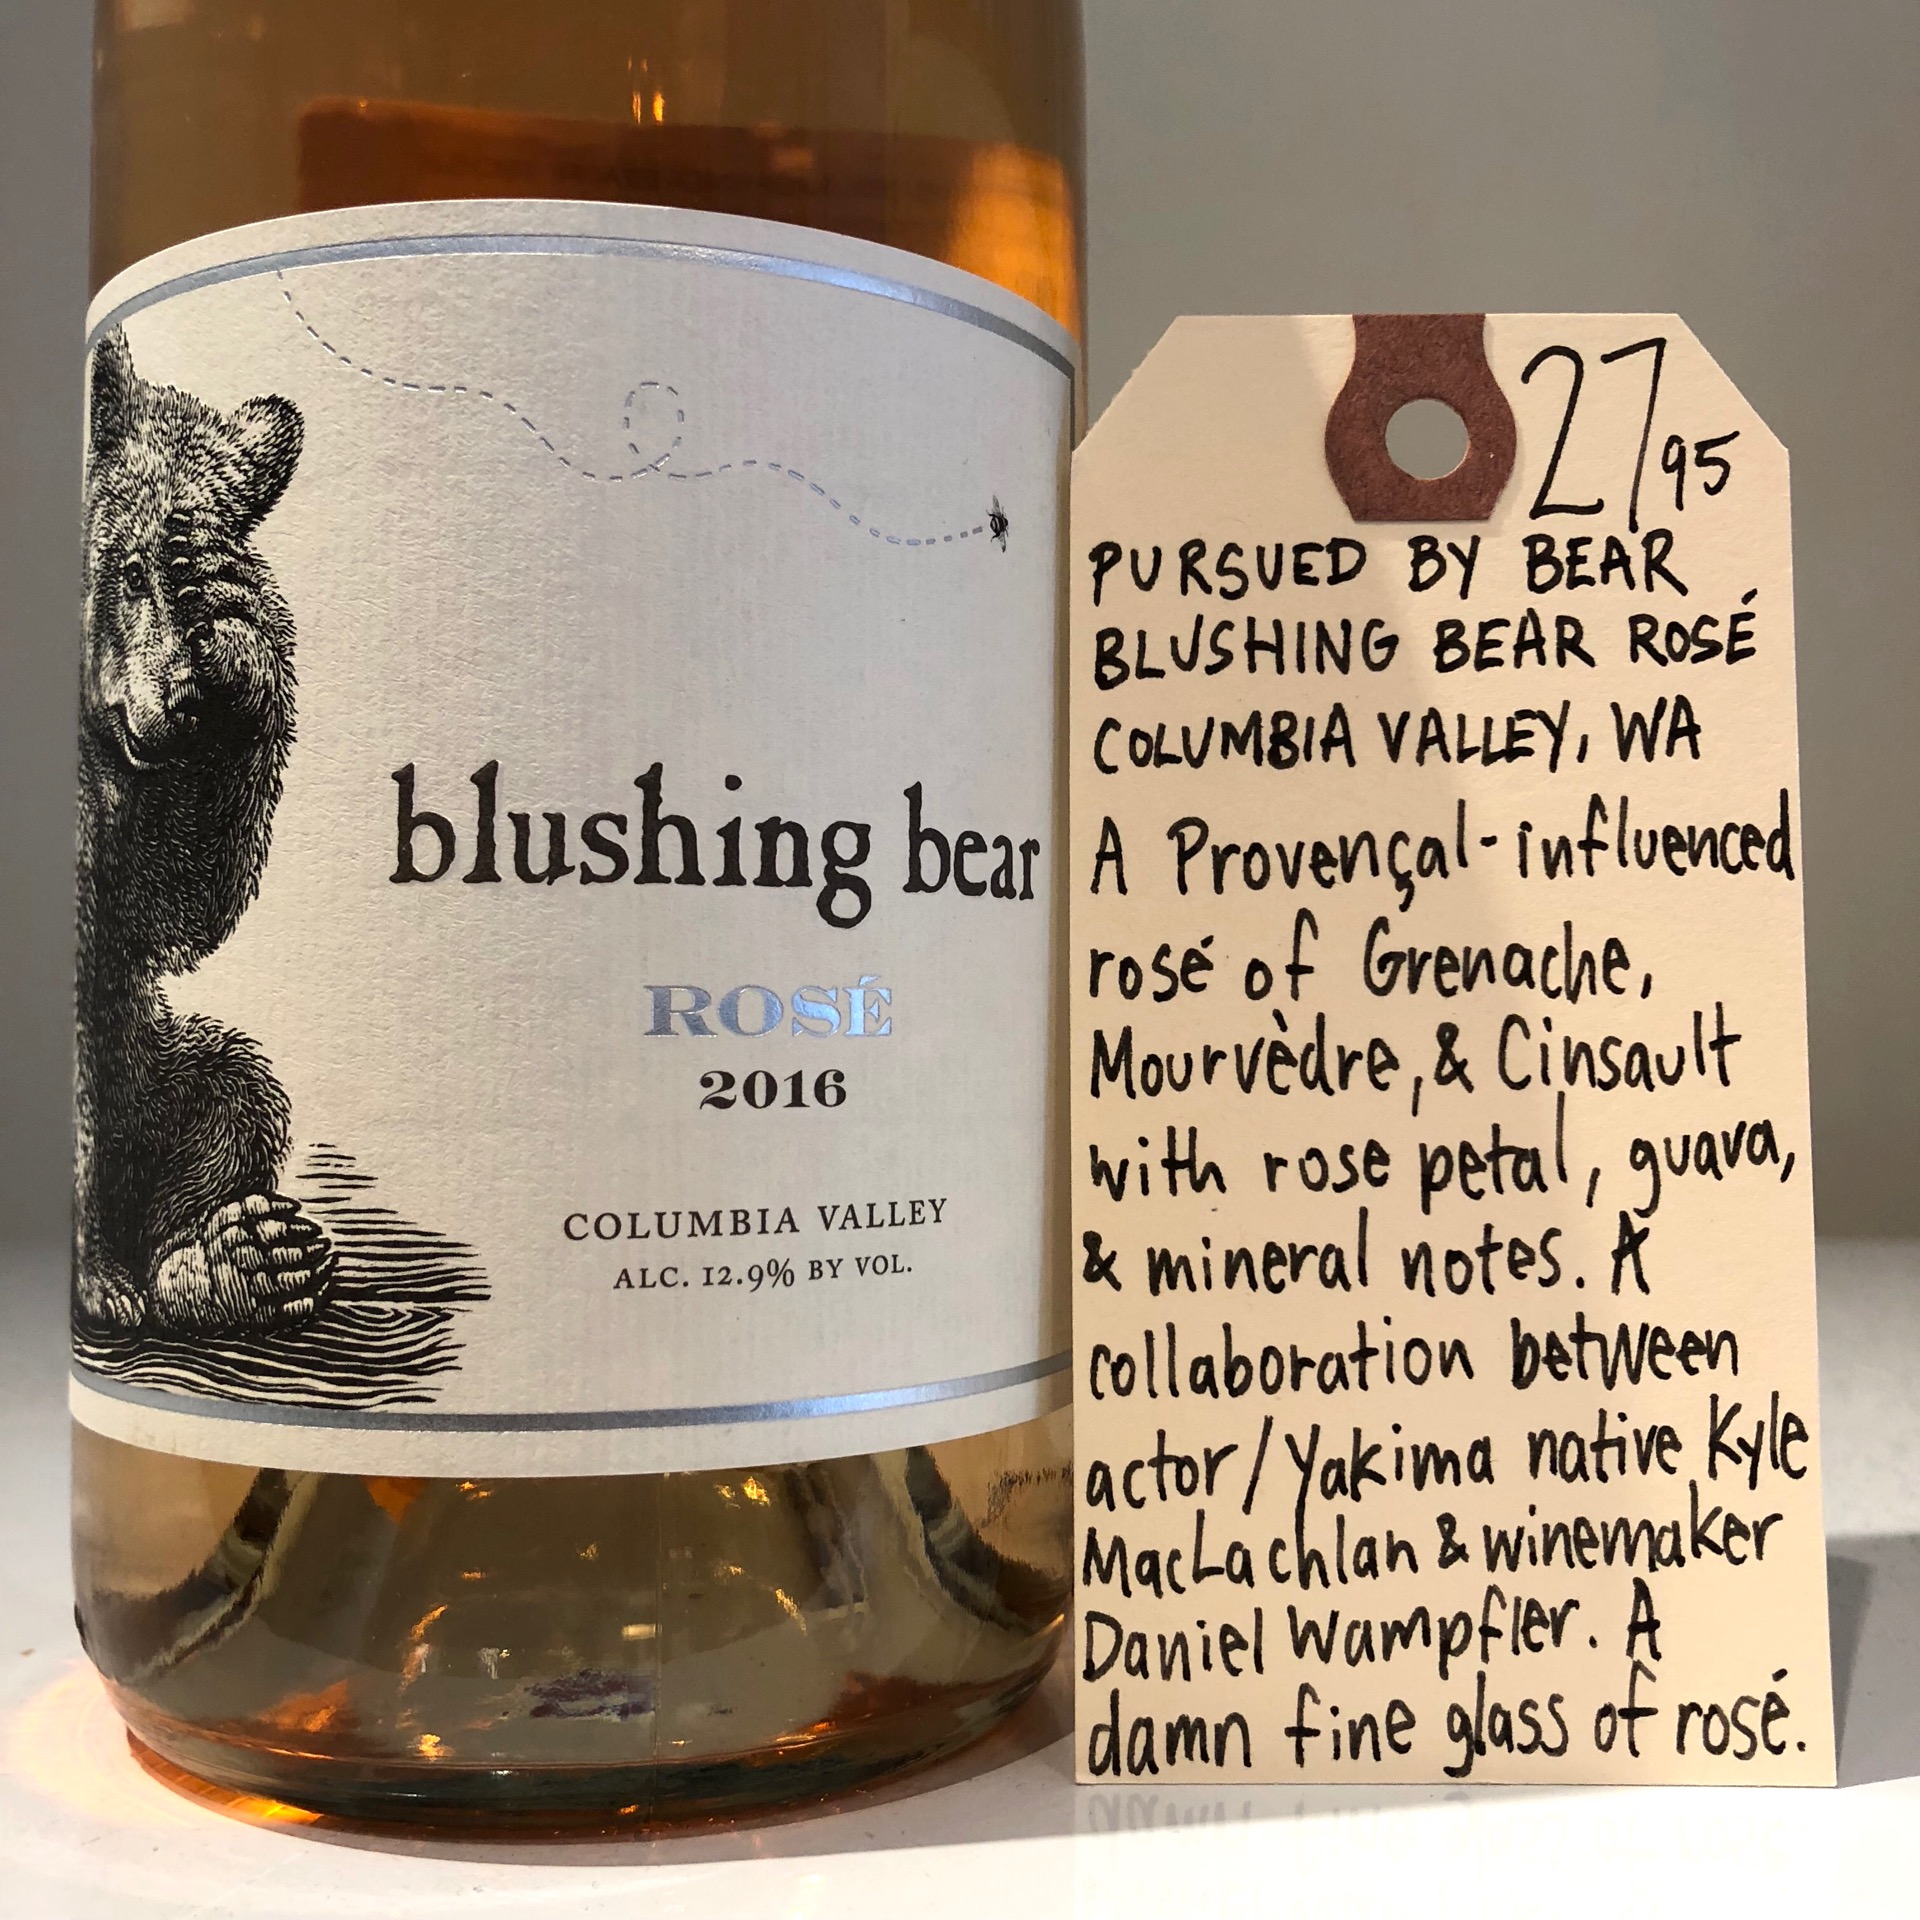 blushing bear
ROSÉ
2016
COLUMBIA VALLEY
ALC. 12.9% BY VOL.
27 95
PURSUED BY BEAR
BLUSHING BEAR ROSÉ
COLUMBIA VALLEY, WA
A Provençal-influenced
rosé of Grenache,
Mourvèdre, & Cinsault
with rose petal, guava,
& mineral notes. A
collaboration between
actor/Yakima native Kyle
MacLachlan & winemaker
Daniel Wampfler. A
damn fine glass of rosé.